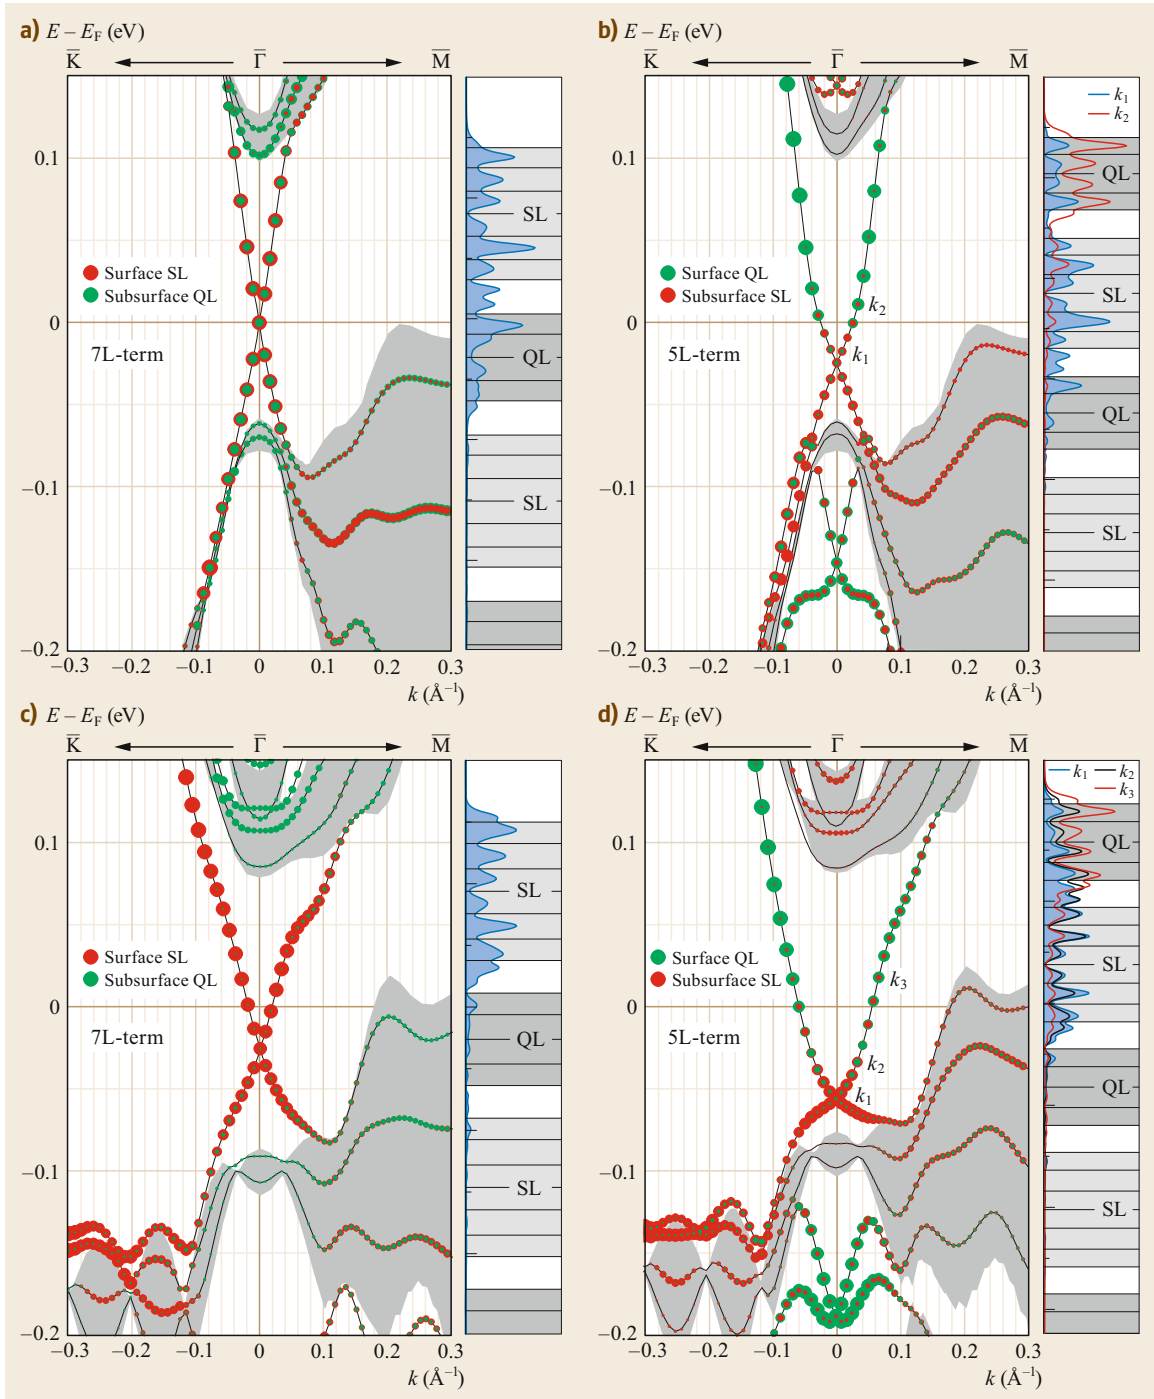 a) E – E_F (eV)
K̅ Γ̅ M̅
0.1
0
−0.1
−0.2
Surface SL
Subsurface QL
7L-term
SL
QL
SL
−0.3 −0.2 −0.1 0 0.1 0.2 0.3
k (Å⁻¹)
b) E – E_F (eV)
K̅ Γ̅ M̅
k₁
k₂
0.1
0
−0.1
−0.2
Surface QL
Subsurface SL
5L-term
k₂
k₁
QL
SL
QL
SL
−0.3 −0.2 −0.1 0 0.1 0.2 0.3
k (Å⁻¹)
c) E – E_F (eV)
K̅ Γ̅ M̅
0.1
0
−0.1
−0.2
Surface SL
Subsurface QL
7L-term
SL
QL
SL
−0.3 −0.2 −0.1 0 0.1 0.2 0.3
k (Å⁻¹)
d) E – E_F (eV)
K̅ Γ̅ M̅
k₁ k₂
k₃
0.1
0
−0.1
−0.2
Surface QL
Subsurface SL
5L-term
k₃
k₂
k₁
QL
SL
QL
SL
−0.3 −0.2 −0.1 0 0.1 0.2 0.3
k (Å⁻¹)